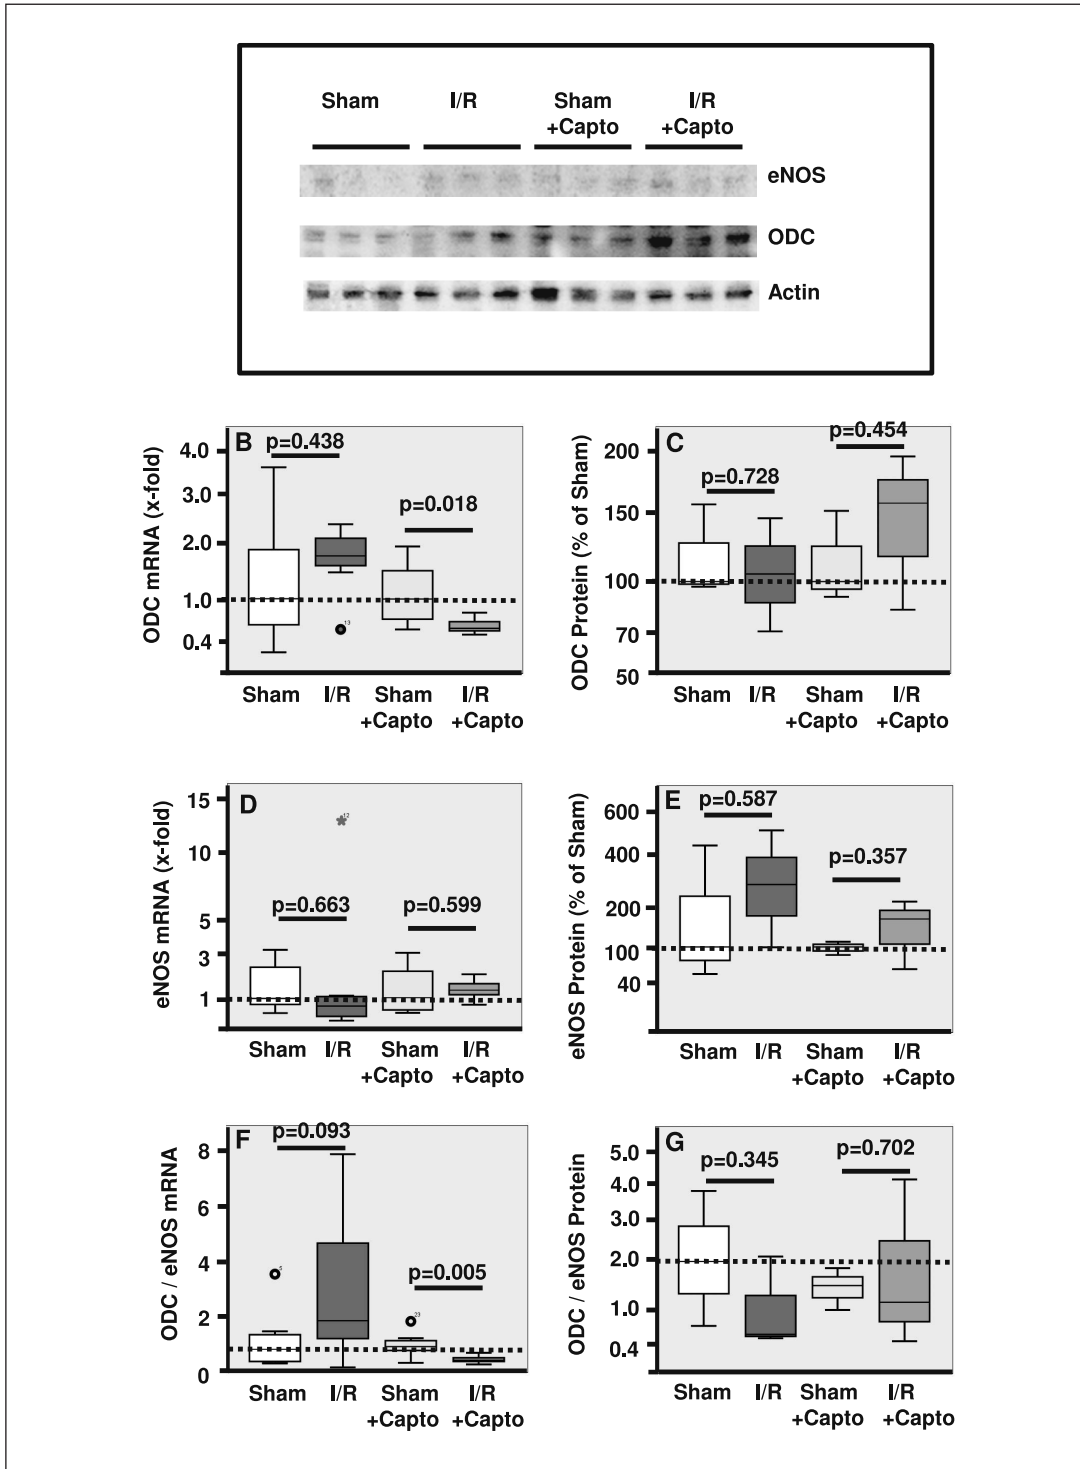 Sham I/R Sham I/R
+Capto +Capto
eNOS
ODC
Actin
B
p=0.438
p=0.018
ODC mRNA (x-fold)
4.0
3.0
2.0
1.0
0.4
13
Sham I/R Sham I/R
+Capto +Capto
C
p=0.454
p=0.728
ODC Protein (% of Sham)
200
150
100
70
50
Sham I/R Sham I/R
+Capto +Capto
D
12
p=0.663 p=0.599
eNOS mRNA (x-fold)
15
10
5
3
1
Sham I/R Sham I/R
+Capto +Capto
E
p=0.587
p=0.357
eNOS Protein (% of Sham)
600
400
200
100
40
Sham I/R Sham I/R
+Capto +Capto
F
p=0.093
p=0.005
ODC / eNOS mRNA
8
6
4
2
0
5
23
Sham I/R Sham I/R
+Capto +Capto
G
p=0.702
p=0.345
ODC / eNOS Protein
5.0
4.0
3.0
2.0
1.0
0.4
Sham I/R Sham I/R
+Capto +Capto